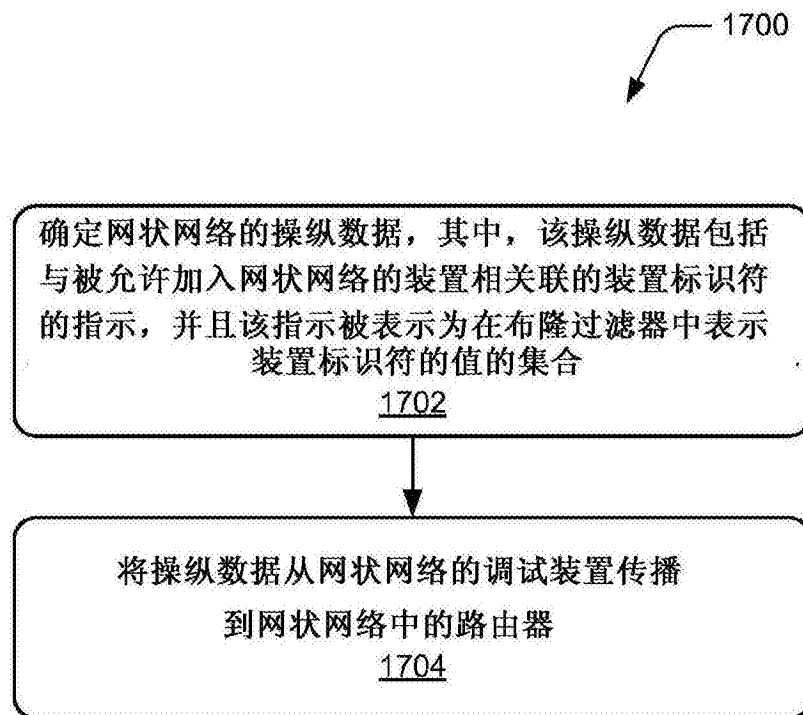 1700
确定网状网络的操纵数据，其中，该操纵数据包括
与被允许加入网状网络的装置相关联的装置标识符
的指示，并且该指示被表示为在布隆过滤器中表示
装置标识符的值的集合
1702
将操纵数据从网状网络的调试装置传播
到网状网络中的路由器
1704